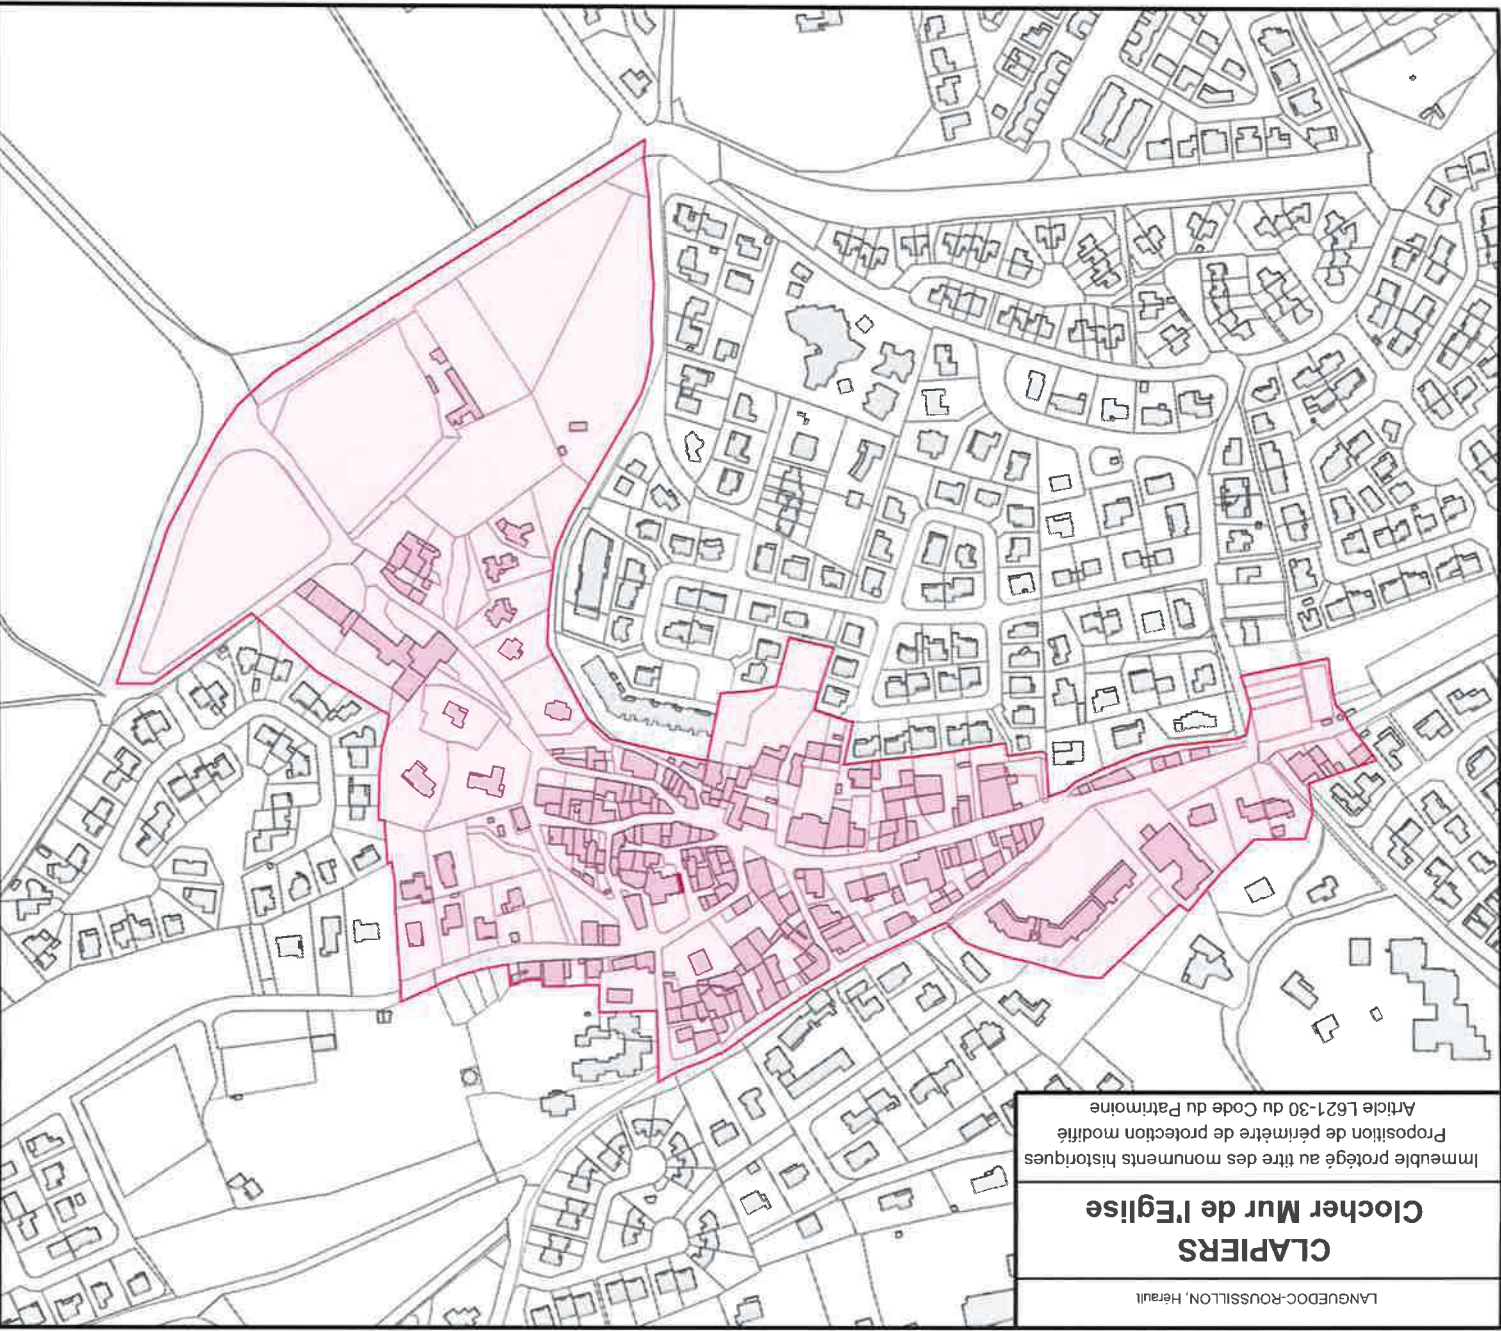 LANGUEDOC-ROUSSILLON, Hérault
CLAPIERS
Clocher Mur de l'Eglise
Immeuble protégé au titre des monuments historiques
Proposition de périmètre de protection modifié
Article L621-30 du Code du Patrimoine